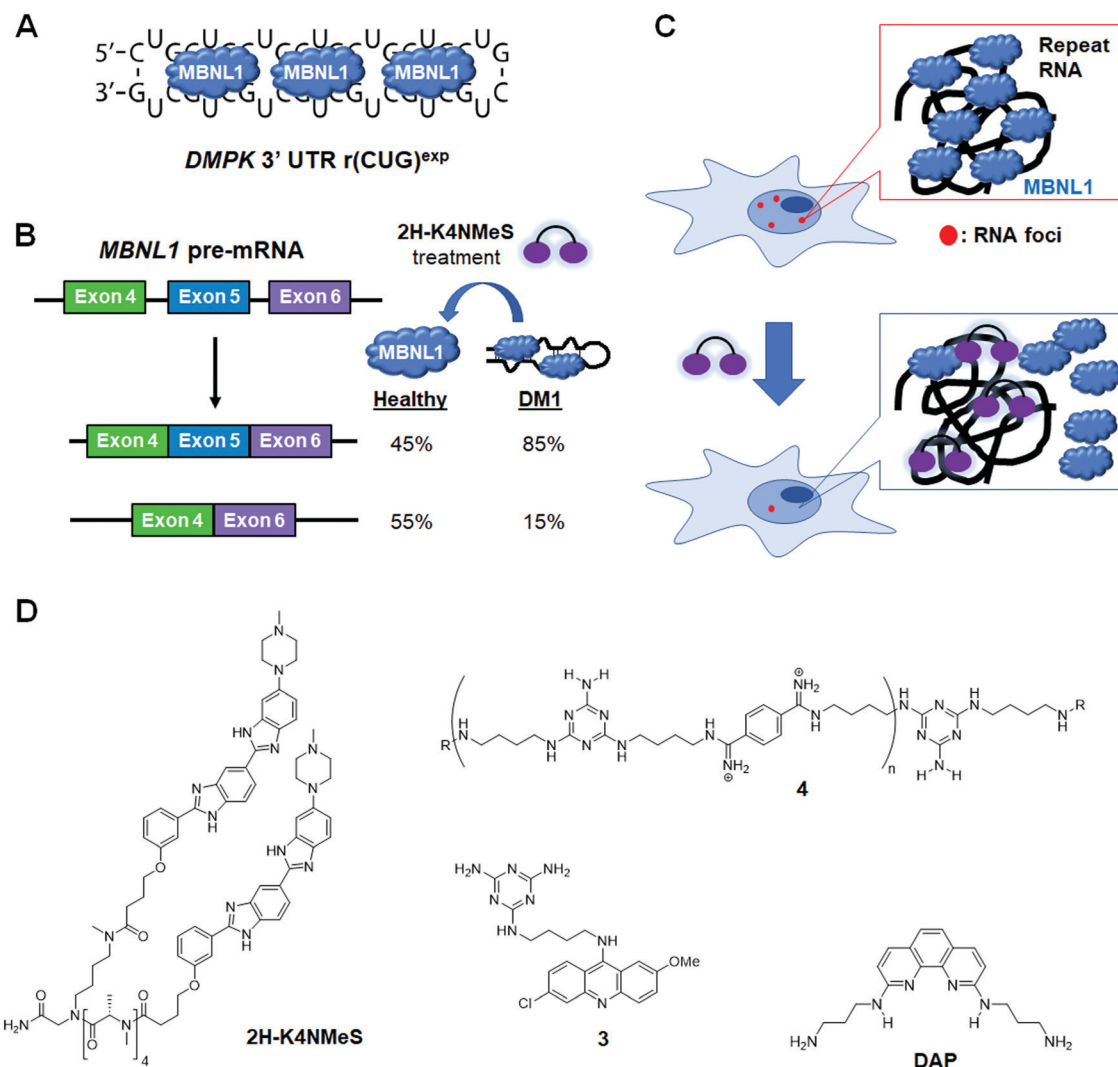 A
5'-C U G C U G C U G C U G C U G C U G
MBNL1 MBNL1 MBNL1
3'-G U C G U C G U C G U C G U C G U C
DMPK 3' UTR r(CUG)exp
B
MBNL1 pre-mRNA
Exon 4 Exon 5 Exon 6
2H-K4NMeS
treatment
MBNL1
Healthy DM1
Exon 4 Exon 5 Exon 6 45% 85%
Exon 4 Exon 6 55% 15%
C
Repeat
RNA
MBNL1
: RNA foci
D
2H-K4NMeS
4
3
DAP